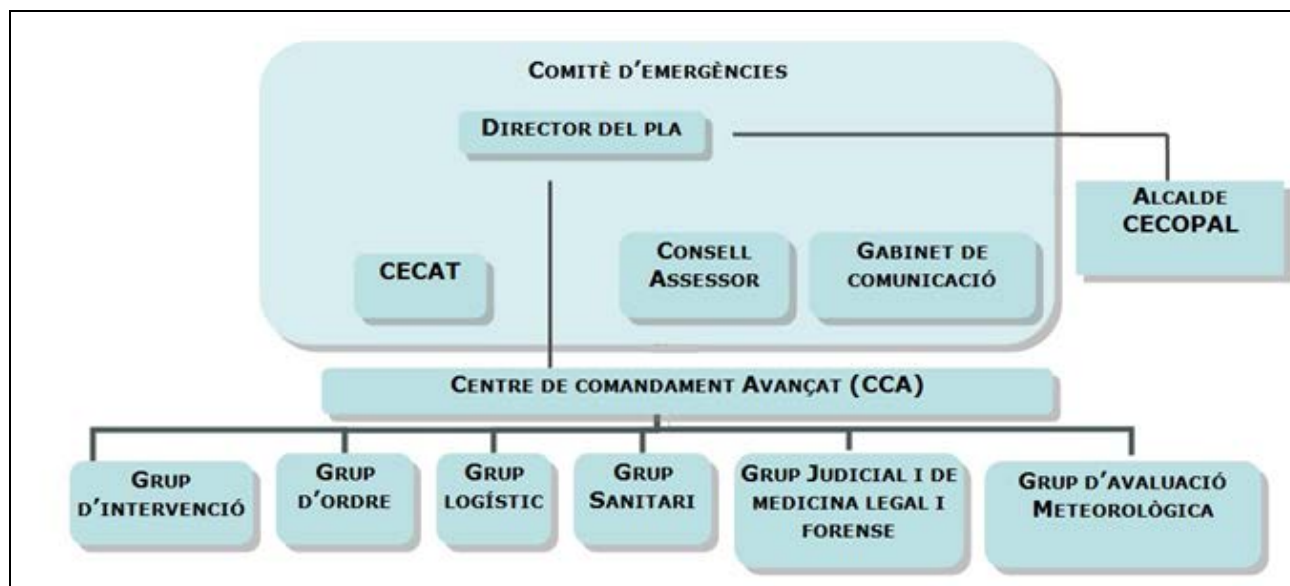 COMITÈ D'EMERGÈNCIES
DIRECTOR DEL PLA
ALCALDE
CECOPAL
CECAT
CONSELL
ASSESSOR
GABINET DE
COMUNICACIÓ
CENTRE DE COMANDAMENT AVANÇAT (CCA)
GRUP
D'INTERVENCIÓ
GRUP
D'ORDRE
GRUP
LOGÍSTIC
GRUP
SANITARI
GRUP JUDICIAL I DE
MEDICINA LEGAL I
FORENSE
GRUP D'AVALUACIÓ
METEOROLÒGICA